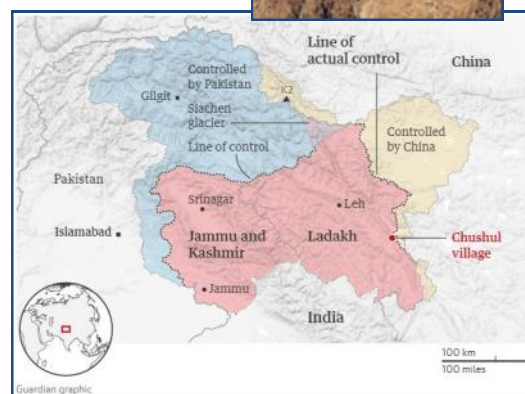 Line of
actual control
China
Controlled
by Pakistan
K2
Gilgit
Siachen
glacier
Controlled
by China
Line of control
Pakistan
Srinagar
Leh
Islamabad
Jammu and
Kashmir
Ladakh
Chushul
village
Jammu
India
100 km
100 miles
Guardian graphic